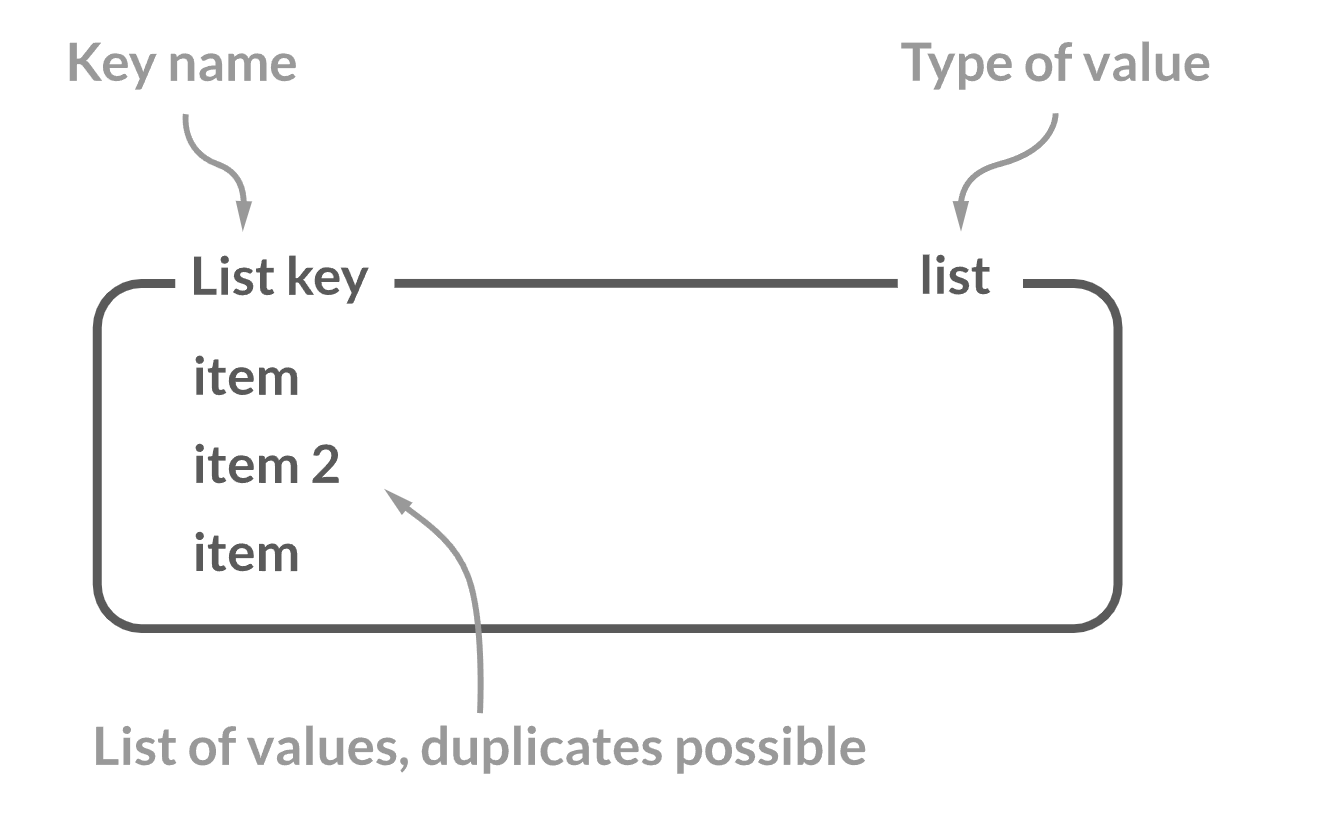 Key name
Type of value
List key
list
item
item 2
item
List of values, duplicates possible